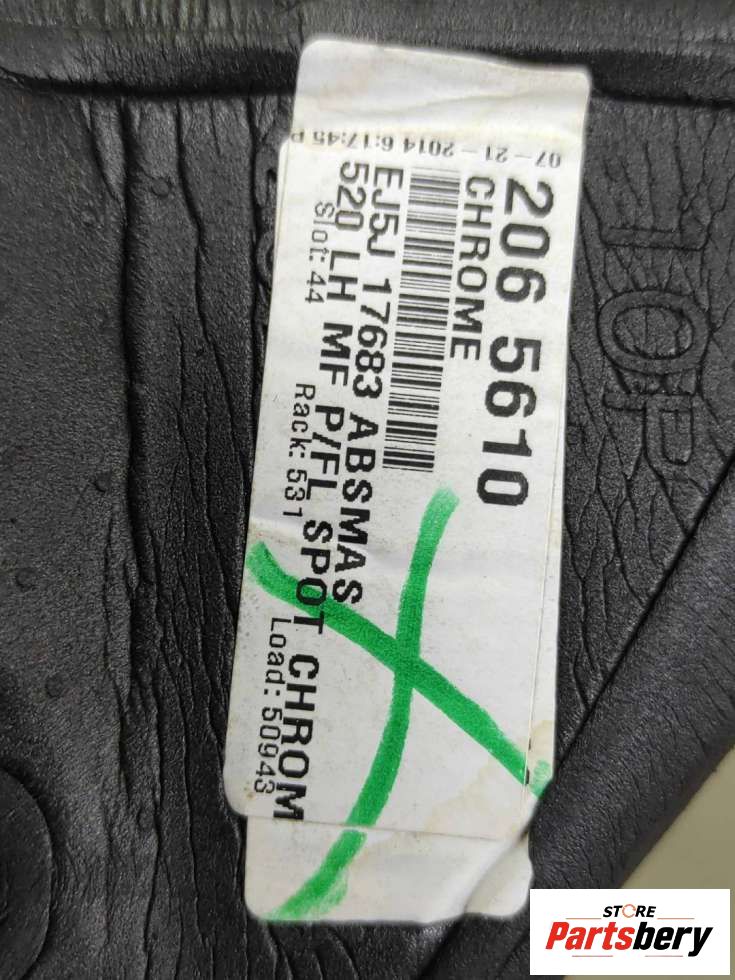 07-21-2014 6:17:45 P
206 5610
CHROME
EJ5J 17683 ABSMAS
520 LH MF P/FL SPOT CHROM
Slot: 44 Rack: 531 Load: 50943
TOP
STORE
Partsbery